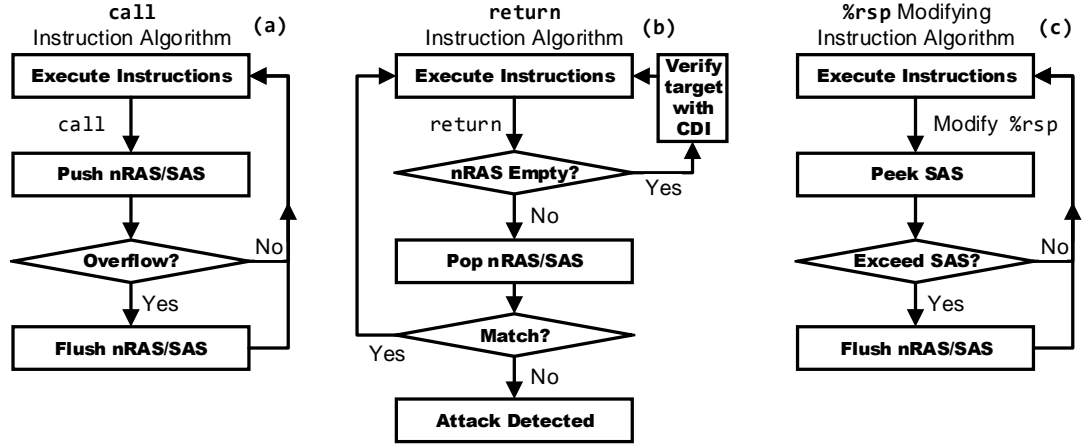 call
Instruction Algorithm
(a)
Execute Instructions
call
Push nRAS/SAS
Overflow?
No
Yes
Flush nRAS/SAS
return
Instruction Algorithm
(b)
Execute Instructions
Verify
target
with
CDI
return
nRAS Empty?
Yes
No
Pop nRAS/SAS
Match?
Yes
No
Attack Detected
%rsp Modifying
Instruction Algorithm
(c)
Execute Instructions
Modify %rsp
Peek SAS
Exceed SAS?
No
Yes
Flush nRAS/SAS